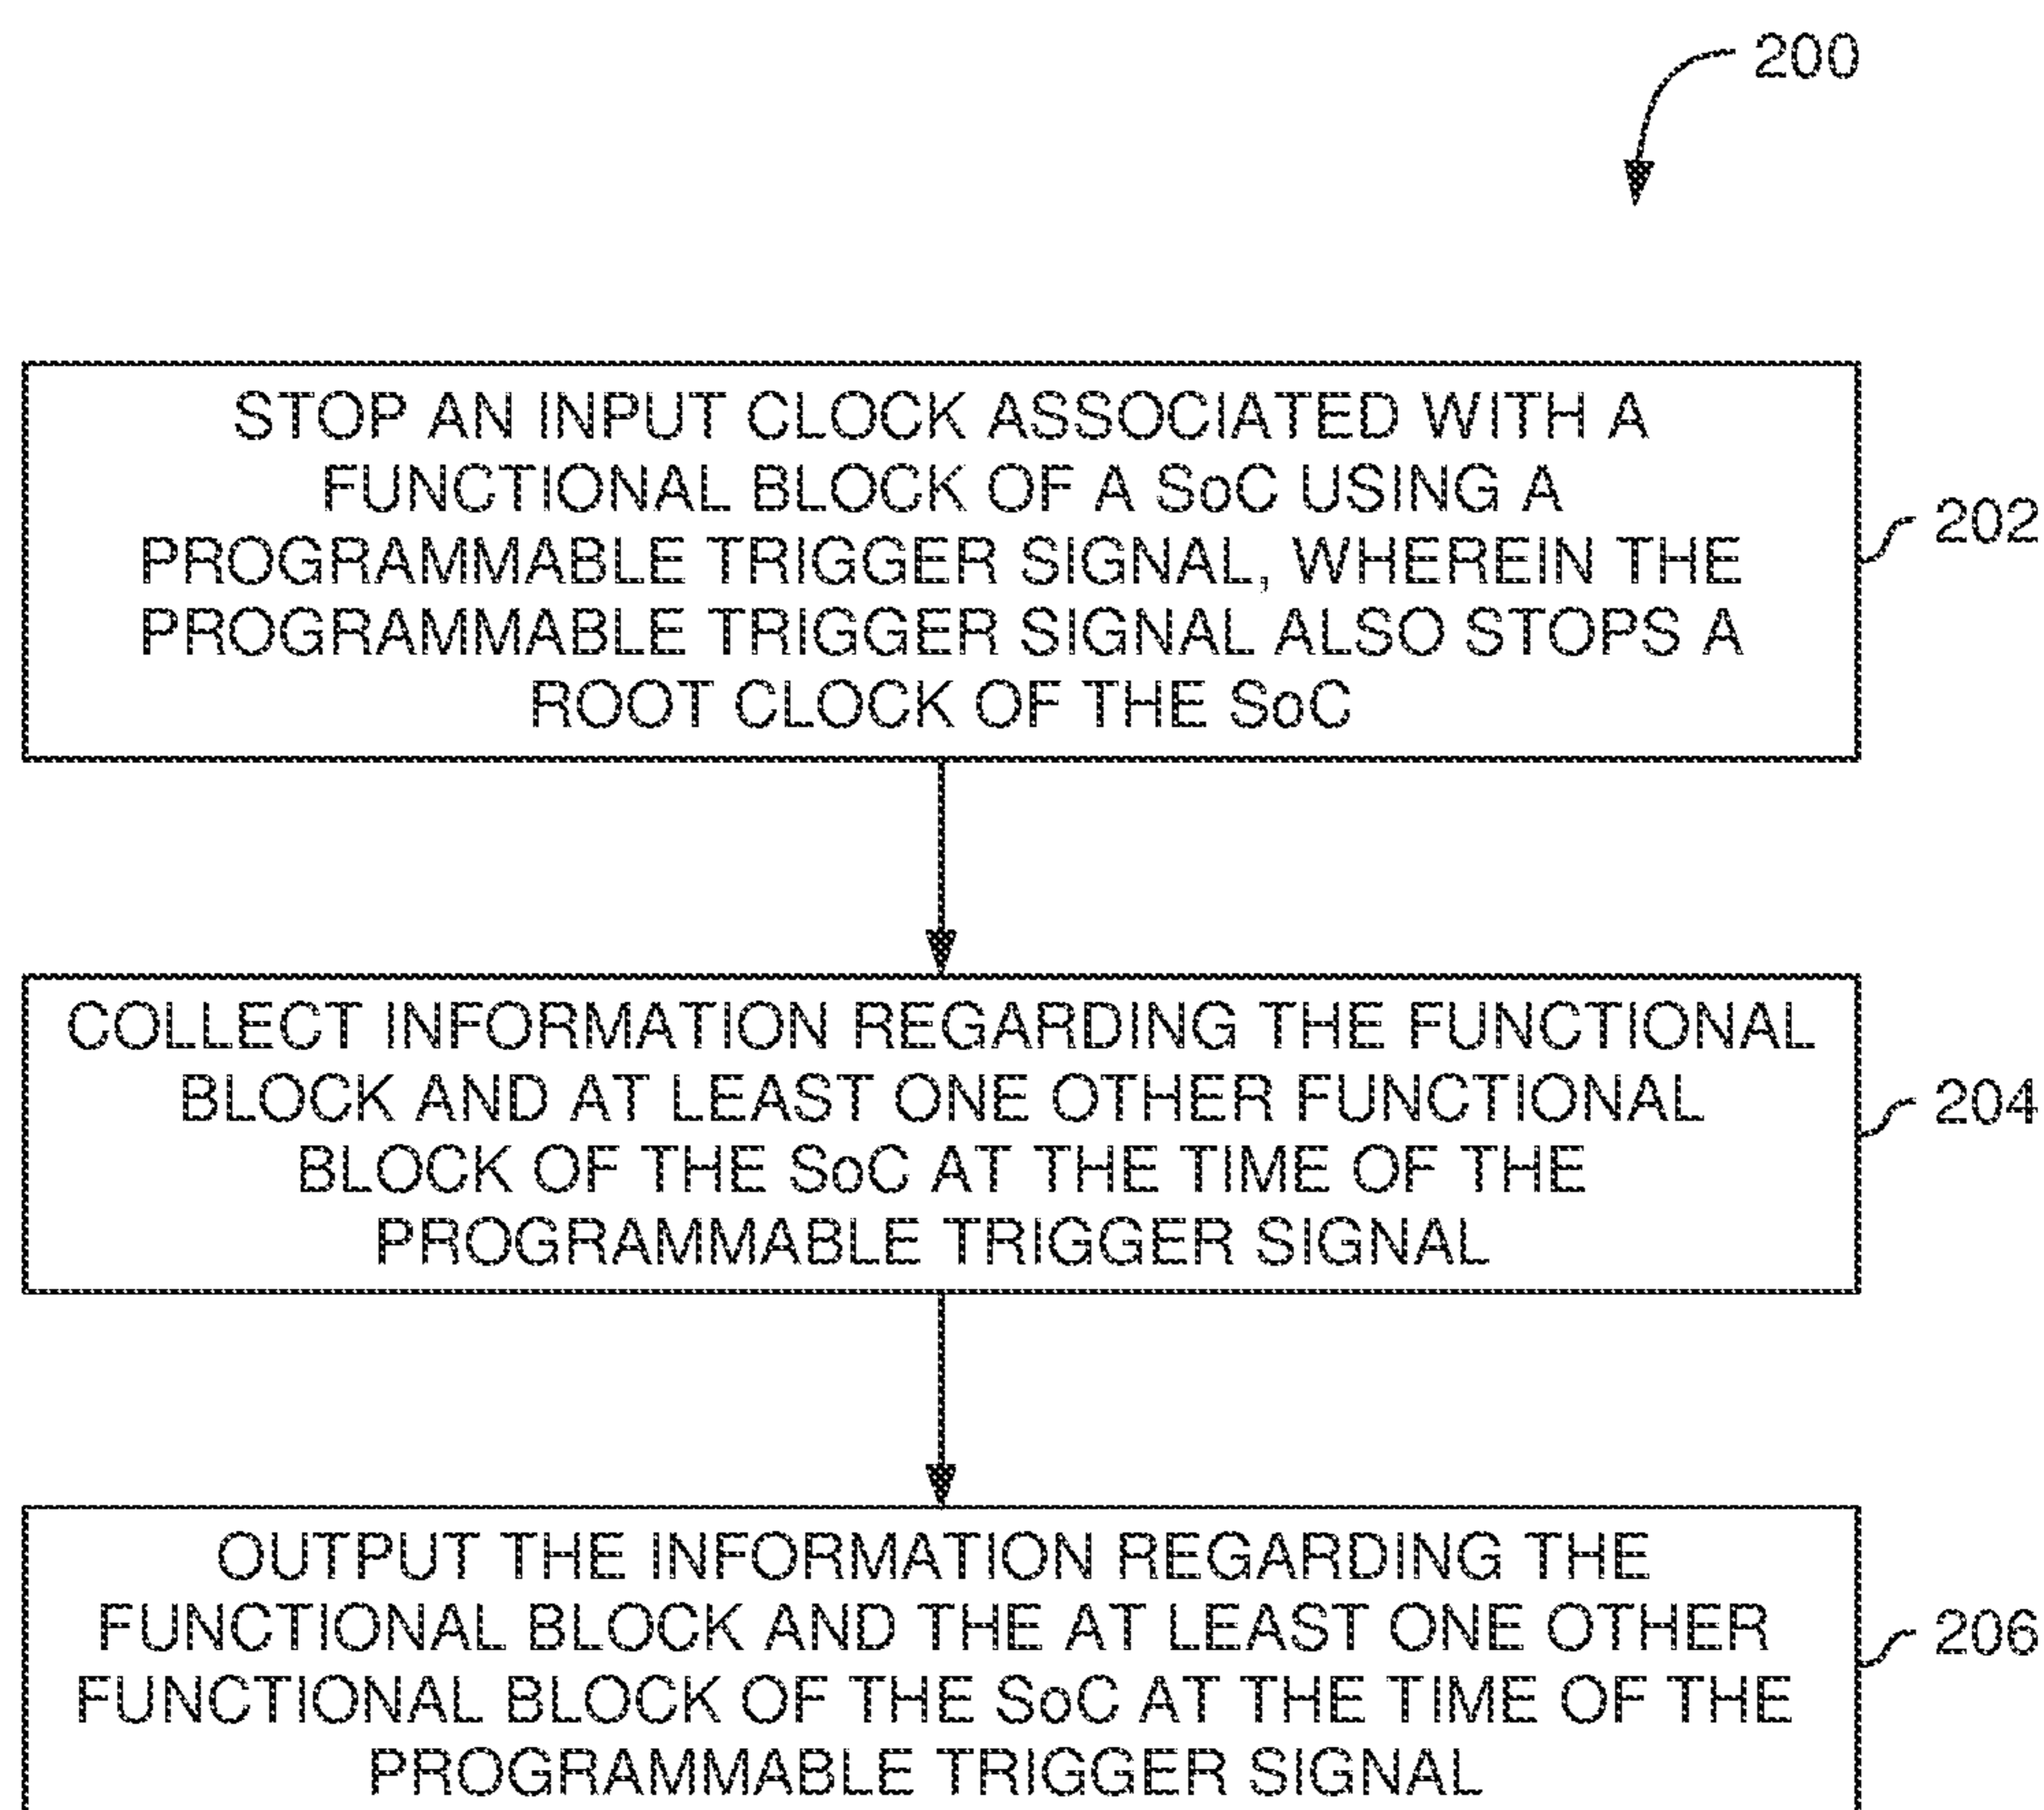 200
STOP AN INPUT CLOCK ASSOCIATED WITH A
FUNCTIONAL BLOCK OF A SoC USING A
PROGRAMMABLE TRIGGER SIGNAL, WHEREIN THE
PROGRAMMABLE TRIGGER SIGNAL ALSO STOPS A
ROOT CLOCK OF THE SoC
202
COLLECT INFORMATION REGARDING THE FUNCTIONAL
BLOCK AND AT LEAST ONE OTHER FUNCTIONAL
BLOCK OF THE SoC AT THE TIME OF THE
PROGRAMMABLE TRIGGER SIGNAL
204
OUTPUT THE INFORMATION REGARDING THE
FUNCTIONAL BLOCK AND THE AT LEAST ONE OTHER
FUNCTIONAL BLOCK OF THE SoC AT THE TIME OF THE
PROGRAMMABLE TRIGGER SIGNAL
206